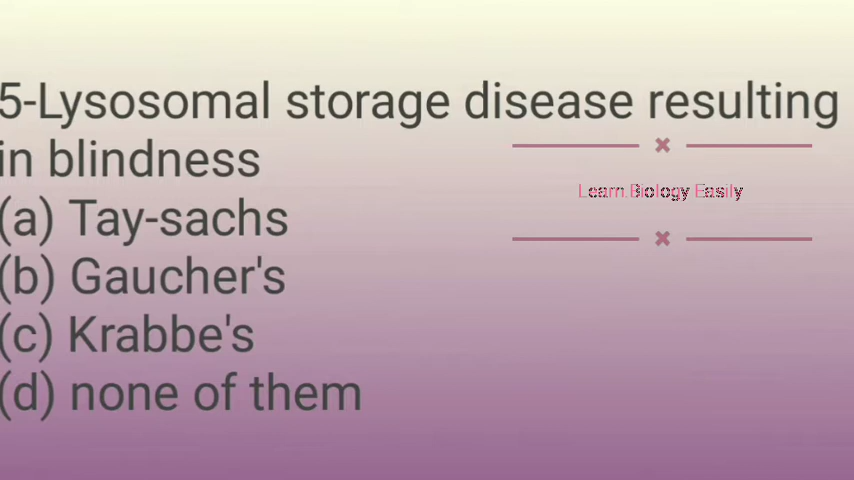 5-Lysosomal storage disease resulting
in blindness
Learn Biology Easily
(a) Tay-sachs
(b) Gaucher's
(c) Krabbe's
(d) none of them